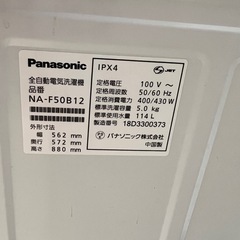 Panasonic
全自動電気洗濯機
品番
NA-F50B12
外形寸法
幅 562 mm
奥行 572 mm
高さ 880 mm
IPX4
JET
定格電圧 100 V～
定格周波数 50/60 Hz
定格消費電力 400/430 W
標準洗濯容量 5.0 kg
標準使用水量 114 L
製造番号 18D3300373
パナソニック株式会社
中国製